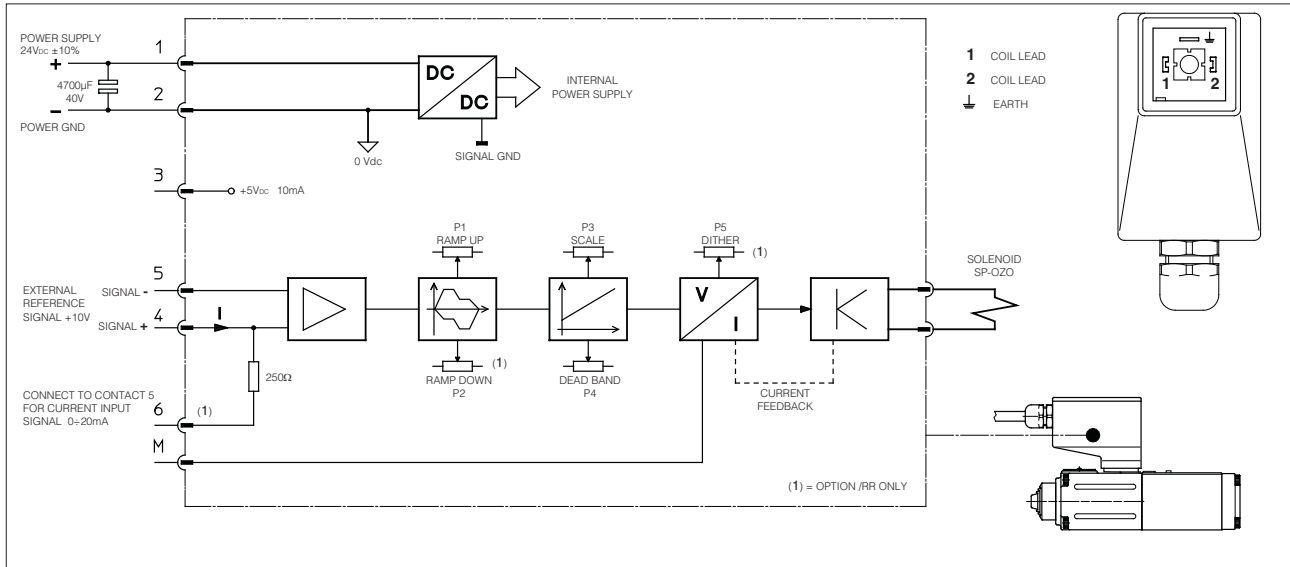 POWER SUPPLY
24VDC ±10%
+
4700µF
40V
-
POWER GND
1
2
DC
DC
INTERNAL
POWER SUPPLY
0 Vdc
SIGNAL GND
3
+5VDC 10mA
P1
RAMP UP
P3
SCALE
P5
DITHER
(1)
SOLENOID
SP-OZO
EXTERNAL
REFERENCE
SIGNAL +10V
5
SIGNAL -
4
SIGNAL +
I
V
I
250Ω
RAMP DOWN
P2
(1)
DEAD BAND
P4
CURRENT
FEEDBACK
CONNECT TO CONTACT 5
FOR CURRENT INPUT
SIGNAL 0÷20mA
6
(1)
M
(1) = OPTION /RR ONLY
1 COIL LEAD
2 COIL LEAD
EARTH
1
2